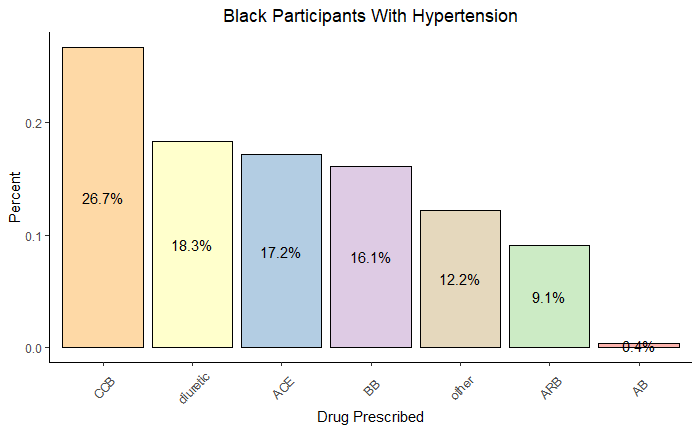 Black Participants With Hypertension
Percent
0.2
0.1
0.0
26.7%
18.3%
17.2%
16.1%
12.2%
9.1%
0.4%
CCB
diuretic
ACE
BB
other
ARB
AB
Drug Prescribed